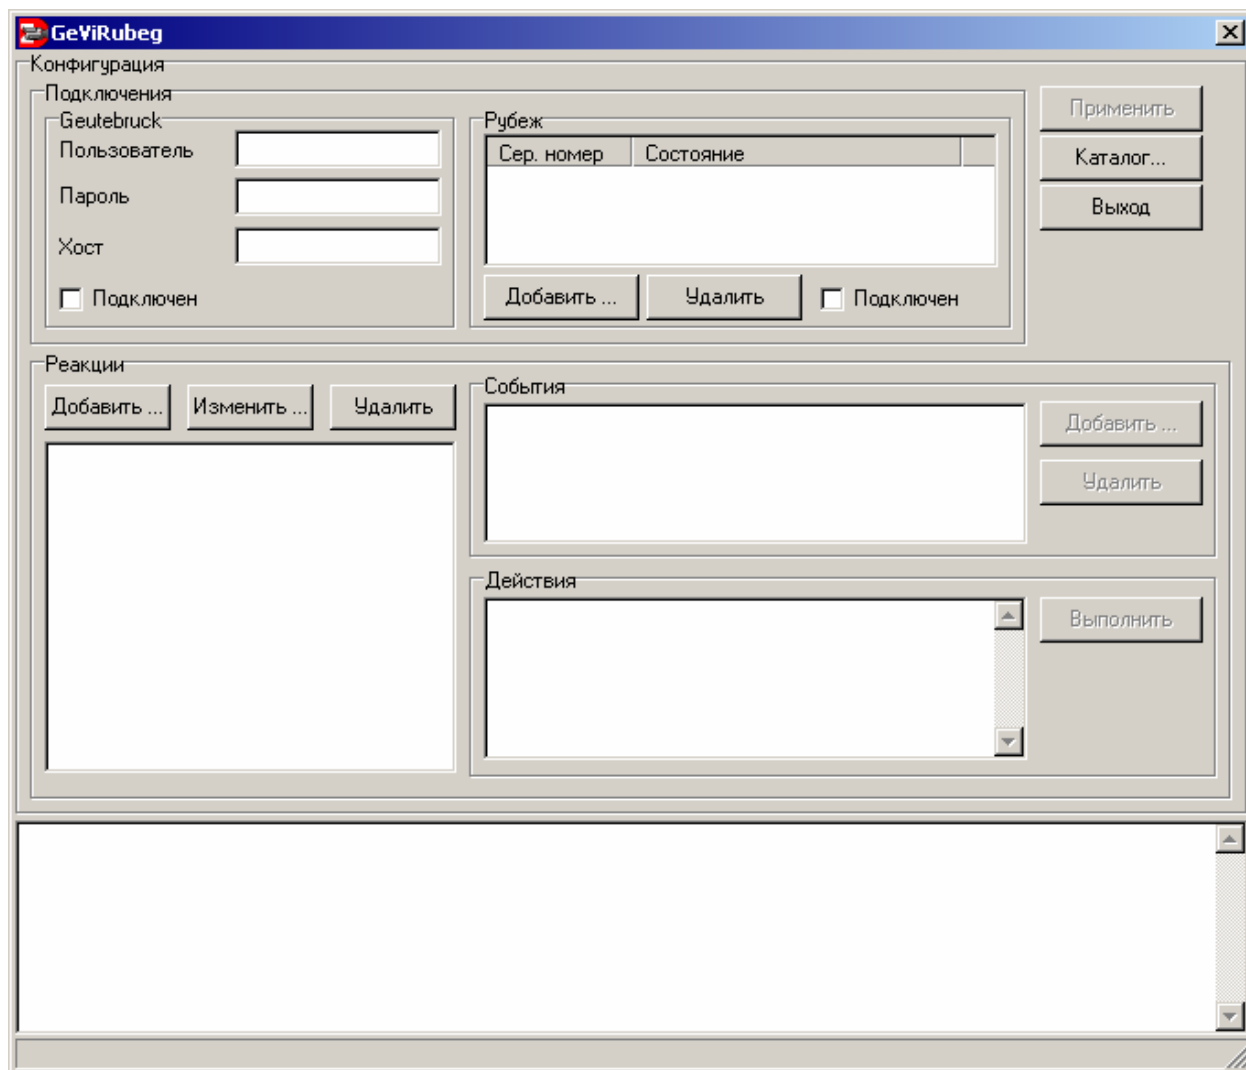 GeViRubeg
Конфигурация
Подключения
Geutebruck
Пользователь
Пароль
Хост
Подключен
Рубеж
Сер. номер Состояние
Добавить ... Удалить Подключен
Применить
Каталог...
Выход
Реакции
Добавить ... Изменить ... Удалить
События
Добавить ...
Удалить
Действия
Выполнить